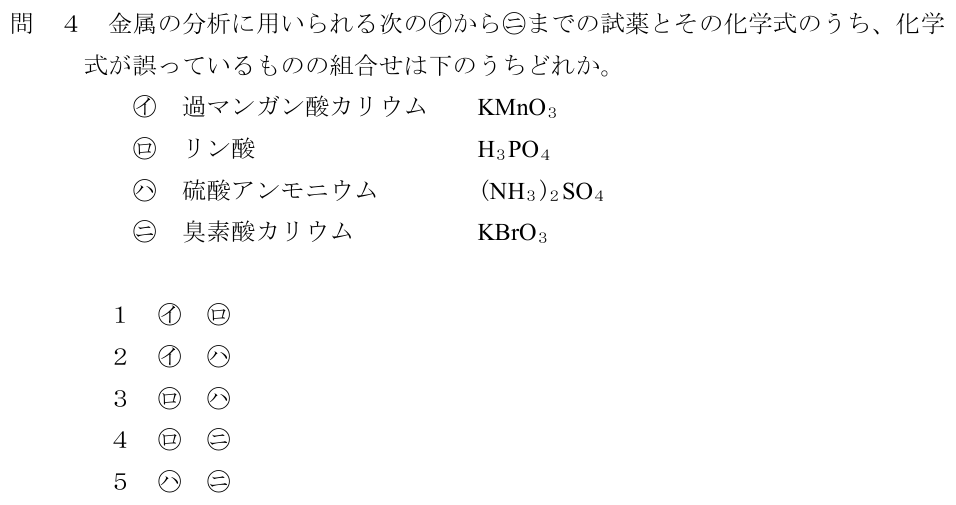 問　4　金属の分析に用いられる次の㋑から㋥までの試薬とその化学式のうち、化学
式が誤っているものの組合せは下のうちどれか。
㋑　過マンガン酸カリウム　KMnO₃
㋺　リン酸　H₃PO₄
㋩　硫酸アンモニウム　(NH₃)₂SO₄
㋥　臭素酸カリウム　KBrO₃
1　㋑　㋺
2　㋑　㋩
3　㋺　㋩
4　㋺　㋥
5　㋩　㋥